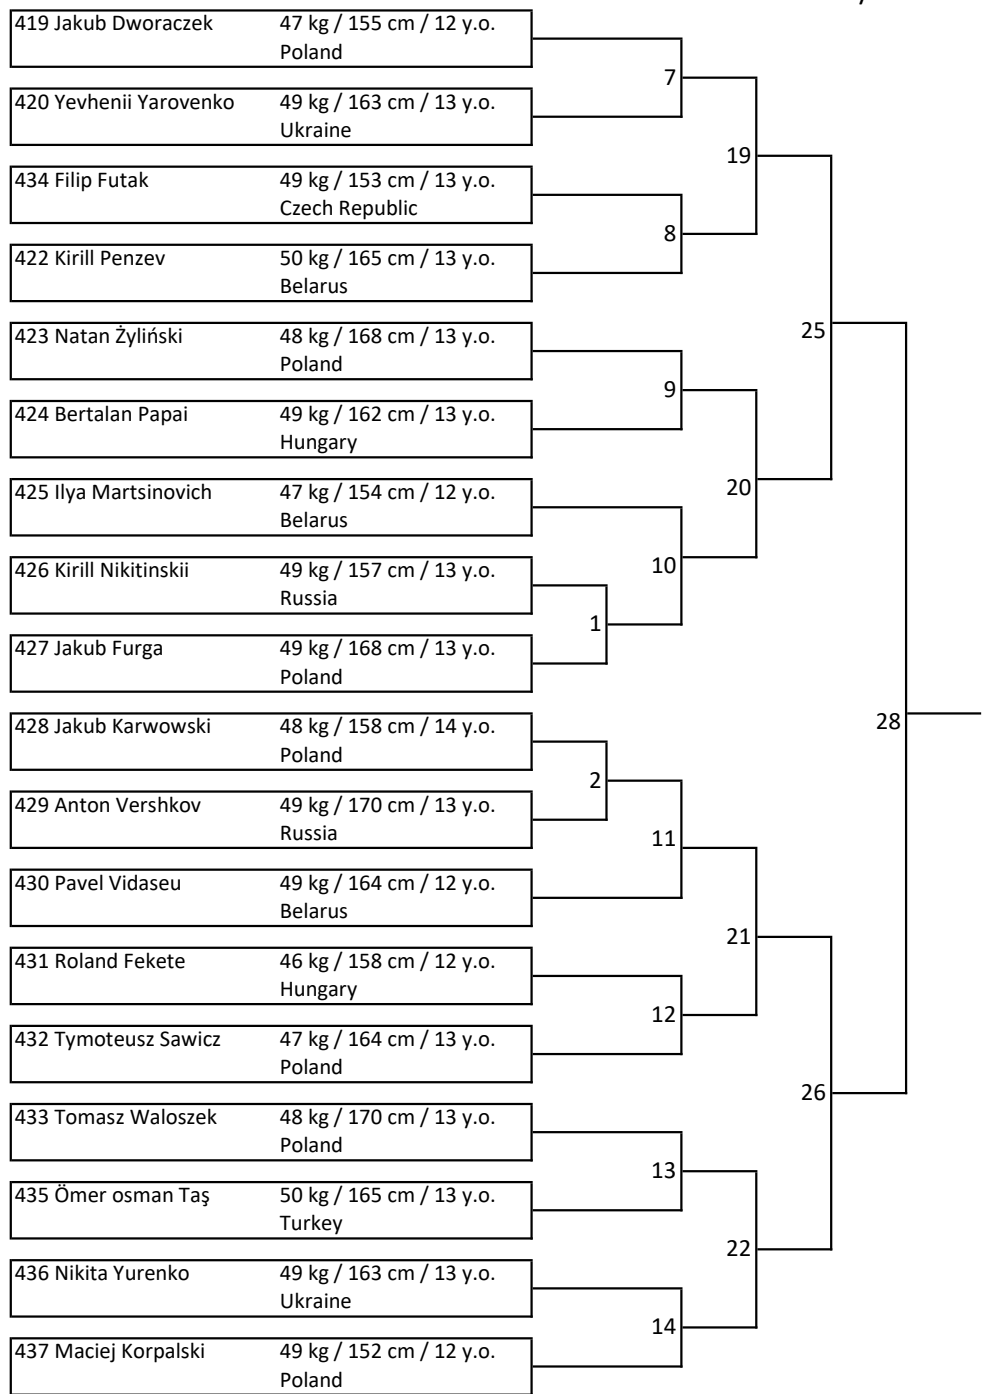 419 Jakub Dworaczek 47 kg / 155 cm / 12 y.o.
Poland
7
420 Yevhenii Yarovenko 49 kg / 163 cm / 13 y.o.
Ukraine
19
434 Filip Futak 49 kg / 153 cm / 13 y.o.
Czech Republic
8
422 Kirill Penzev 50 kg / 165 cm / 13 y.o.
Belarus
423 Natan Żyliński 48 kg / 168 cm / 13 y.o.
25
Poland
9
424 Bertalan Papai 49 kg / 162 cm / 13 y.o.
Hungary
425 Ilya Martsinovich 47 kg / 154 cm / 12 y.o.
20
Belarus
10
426 Kirill Nikitinskii 49 kg / 157 cm / 13 y.o.
Russia
1
427 Jakub Furga 49 kg / 168 cm / 13 y.o.
Poland
428 Jakub Karwowski 48 kg / 158 cm / 14 y.o.
28
Poland
2
429 Anton Vershkov 49 kg / 170 cm / 13 y.o.
Russia
11
430 Pavel Vidaseu 49 kg / 164 cm / 12 y.o.
Belarus
21
431 Roland Fekete 46 kg / 158 cm / 12 y.o.
Hungary
12
432 Tymoteusz Sawicz 47 kg / 164 cm / 13 y.o.
Poland
26
433 Tomasz Waloszek 48 kg / 170 cm / 13 y.o.
Poland
13
435 Ömer osman Taş 50 kg / 165 cm / 13 y.o.
Turkey
22
436 Nikita Yurenko 49 kg / 163 cm / 13 y.o.
Ukraine
14
437 Maciej Korpalski 49 kg / 152 cm / 12 y.o.
Poland